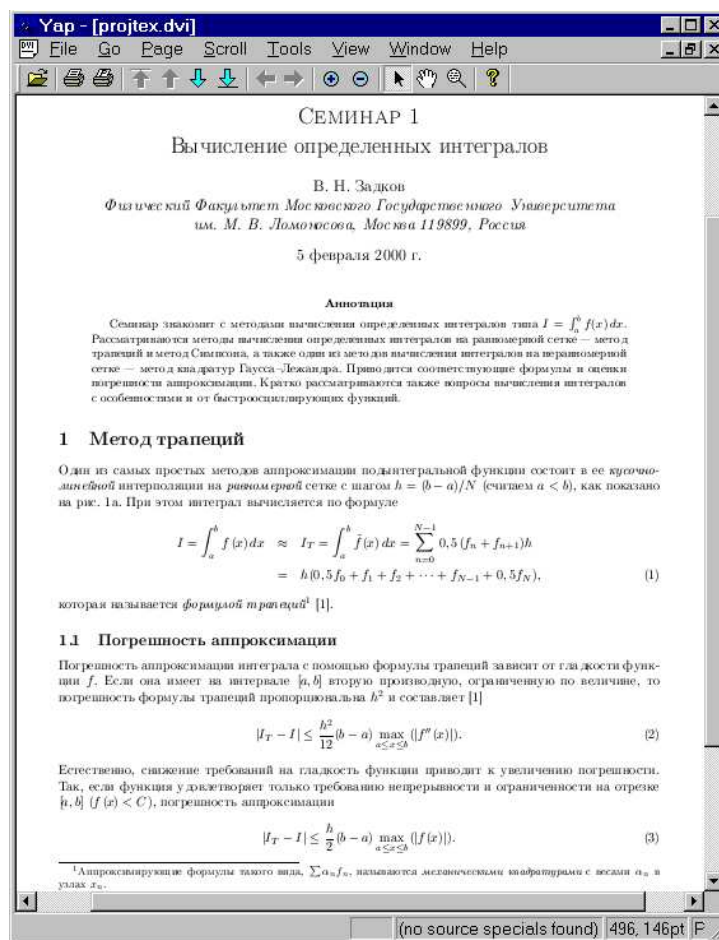 Yap - [projtex.dvi]
File Go Page Scroll Tools View Window Help
Семинар 1
Вычисление определенных интегралов
В. Н. Задков
Физический Факультет Московского Государственного Университета
им. М. В. Ломоносова, Москва 119899, Россия
5 февраля 2000 г.
Аннотация
Семинар знакомит с методами вычисления определенных интегралов типа I = ∫_a^b f(x) dx.
Рассматриваются методы вычисления определенных интегралов на равномерной сетке — метод
трапеций и метод Симпсона, а также один из методов вычисления интеграла на неравномерной
сетке — метод квадратур Гаусса–Лежандра. Приводятся соответствующие формулы и оценки
погрешности аппроксимации. Кратко рассматриваются также вопросы вычисления интегралов
с особенностями и от быстроосциллирующих функций.
1 Метод трапеций
Один из самых простых методов аппроксимации подынтегральной функции состоит в ее кусочно-
линейной интерполяции на равномерной сетке с шагом h = (b − a)/N (считаем a < b), как показано
на рис. 1a. При этом интеграл вычисляется по формуле
I = ∫_a^b f(x) dx ≈ I_T = ∫_a^b f̃(x) dx = ∑_{n=0}^{N−1} 0,5 (f_n + f_{n+1})h
= h(0,5f_0 + f_1 + f_2 + ··· + f_{N−1} + 0,5f_N), (1)
которая называется формулой трапеций¹ [1].
1.1 Погрешность аппроксимации
Погрешность аппроксимации интеграла с помощью формулы трапеций зависит от гладкости функ-
ции f. Если она имеет на интервале [a, b] вторую производную, ограниченную по величине, то
погрешность формулы трапеций пропорциональна h² и составляет [1]
|I_T − I| ≤ h²/12 (b − a) max_{a≤x≤b} (|f″(x)|). (2)
Естественно, снижение требований на гладкость функции приводит к увеличению погрешности.
Так, если функция удовлетворяет только требованию непрерывности и ограниченности на отрезке
[a, b] (f(x) < C), погрешность аппроксимации
|I_T − I| ≤ h/2 (b − a) max_{a≤x≤b} (|f(x)|). (3)
¹Аппроксимирующие формулы такого вида, ∑α_n f_n, называются механическими квадратурами с весами α_n в
узлах x_n.
(no source specials found) 496, 146pt P